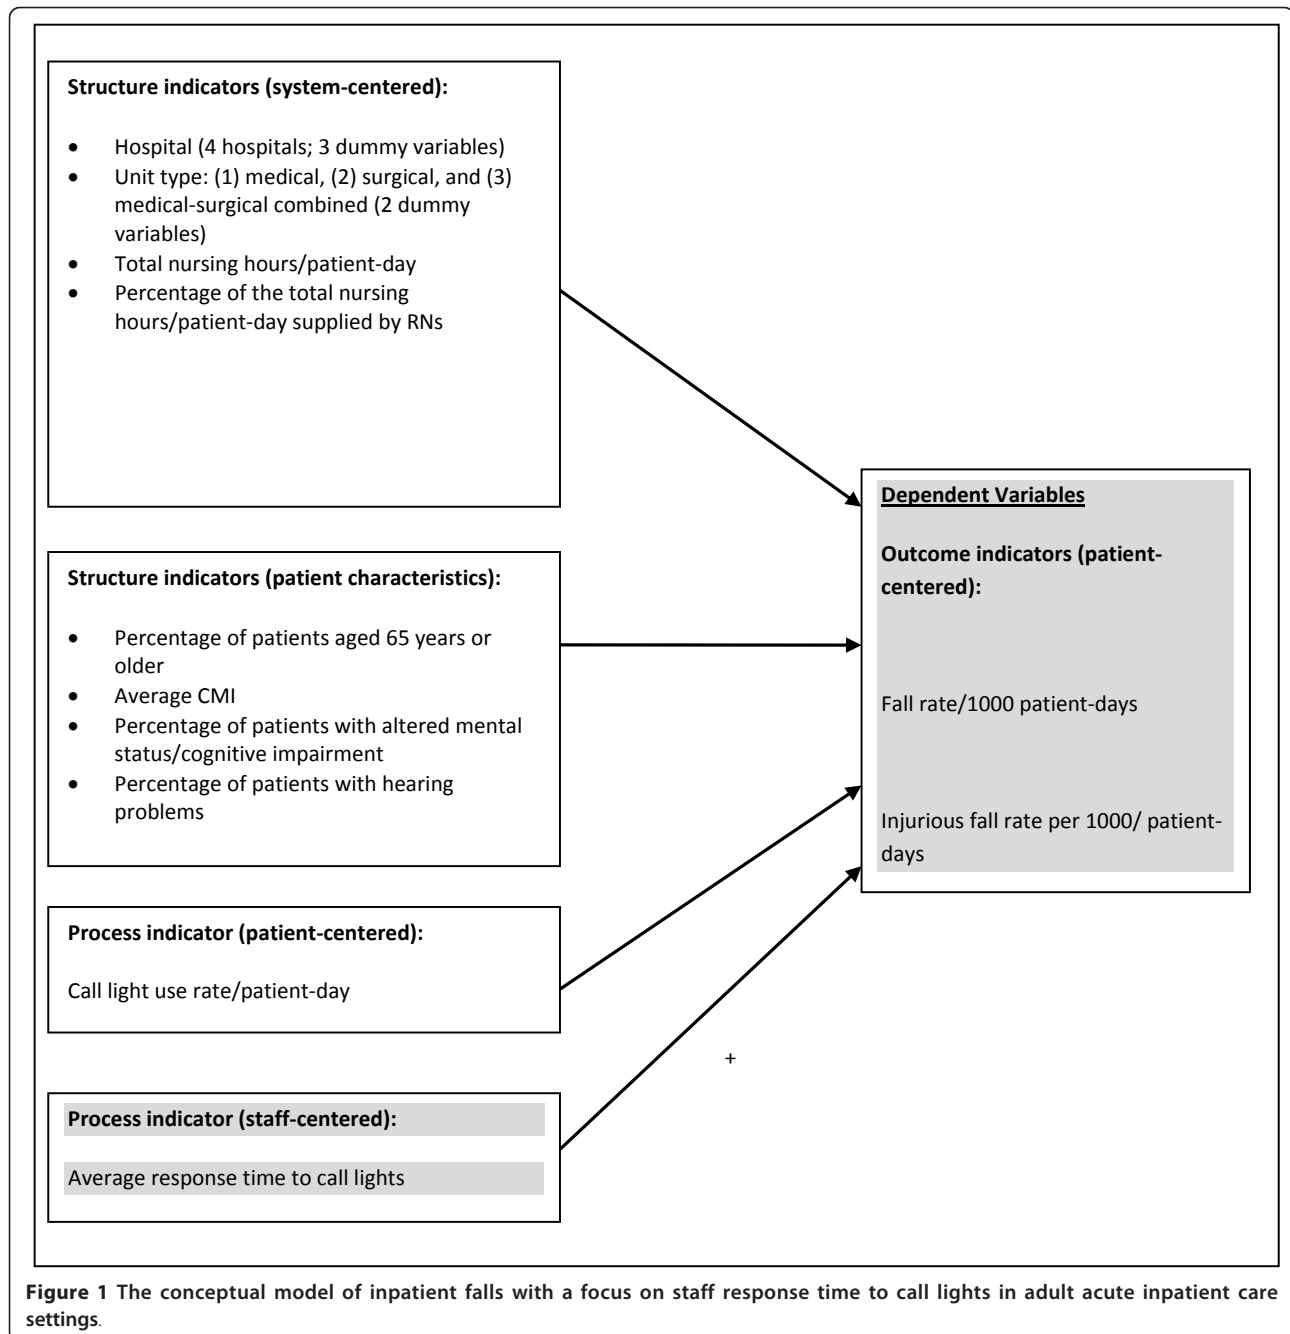 Structure indicators (system-centered):
• Hospital (4 hospitals; 3 dummy variables)
• Unit type: (1) medical, (2) surgical, and (3)
medical-surgical combined (2 dummy
variables)
• Total nursing hours/patient-day
• Percentage of the total nursing
hours/patient-day supplied by RNs
Structure indicators (patient characteristics):
• Percentage of patients aged 65 years or
older
• Average CMI
• Percentage of patients with altered mental
status/cognitive impairment
• Percentage of patients with hearing
problems
Process indicator (patient-centered):
Call light use rate/patient-day
Process indicator (staff-centered):
Average response time to call lights
+
Dependent Variables
Outcome indicators (patient-
centered):
Fall rate/1000 patient-days
Injurious fall rate per 1000/ patient-
days
Figure 1 The conceptual model of inpatient falls with a focus on staff response time to call lights in adult acute inpatient care
settings.